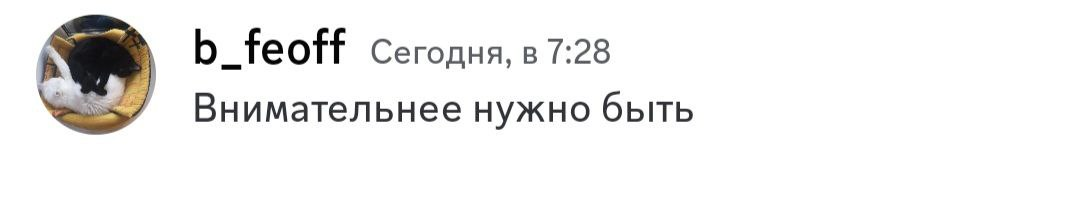 b_feoff Сегодня, в 7:28
Внимательнее нужно быть